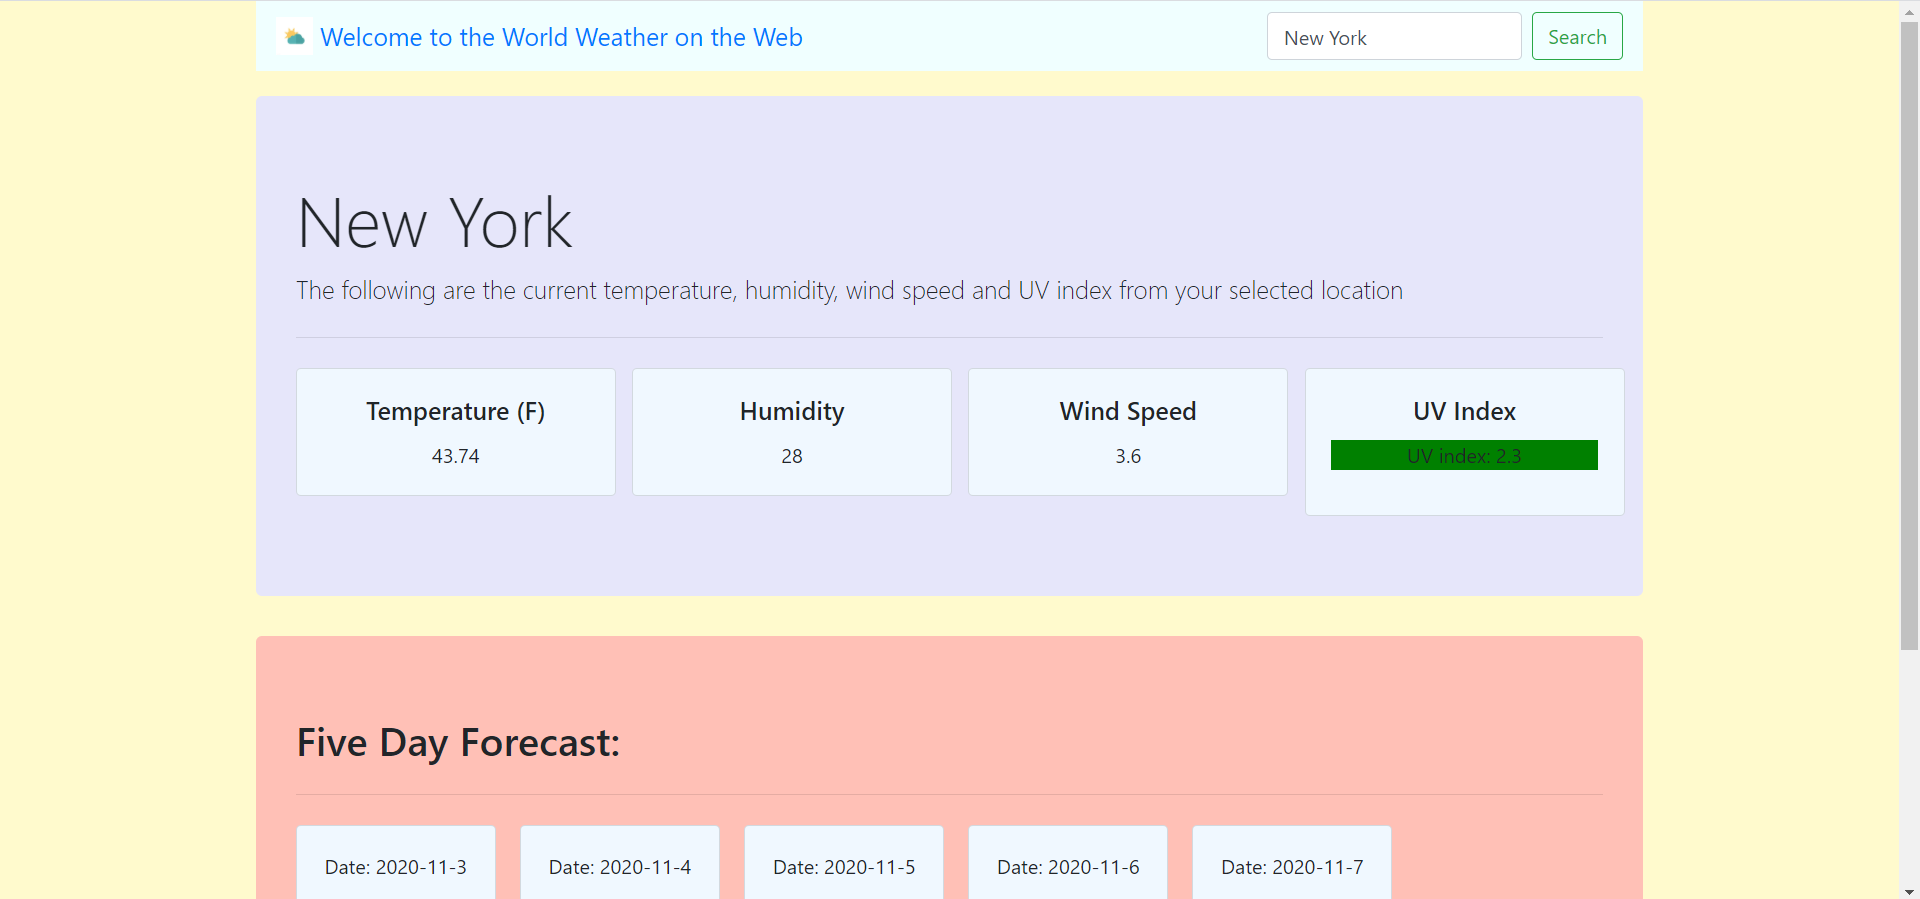 Welcome to the World Weather on the Web
New York
Search
New York
The following are the current temperature, humidity, wind speed and UV index from your selected location
Temperature (F)
43.74
Humidity
28
Wind Speed
3.6
UV Index
UV index: 2.3
Five Day Forecast:
Date: 2020-11-3
Date: 2020-11-4
Date: 2020-11-5
Date: 2020-11-6
Date: 2020-11-7